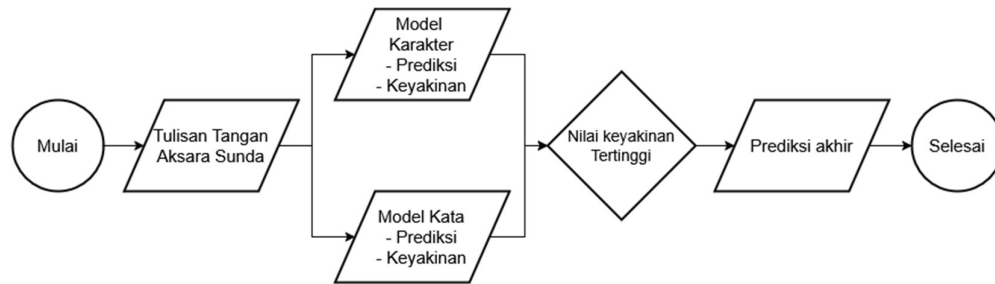 Mulai
Tulisan Tangan
Aksara Sunda
Model
Karakter
- Prediksi
- Keyakinan
Model Kata
- Prediksi
- Keyakinan
Nilai keyakinan
Tertinggi
Prediksi akhir
Selesai